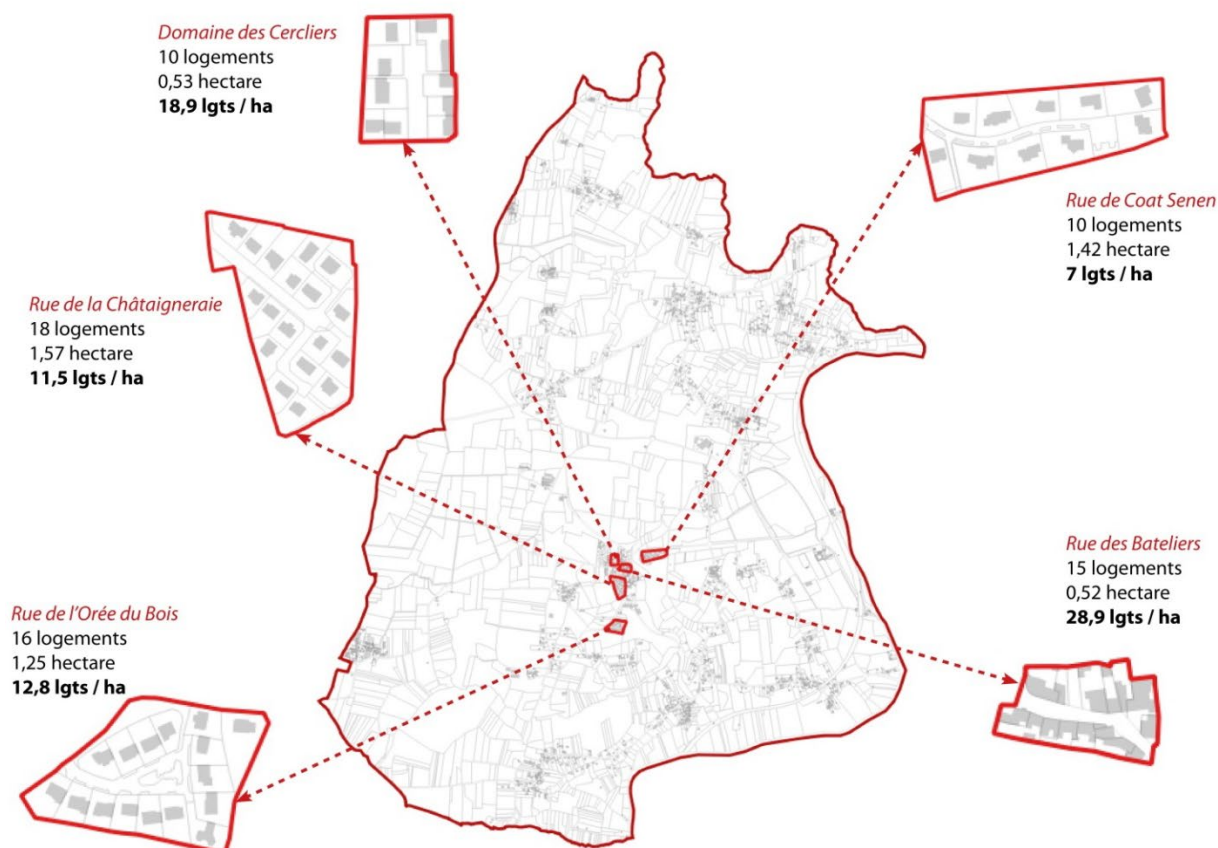 Domaine des Cercliers
10 logements
0,53 hectare
18,9 lgts / ha
Rue de Coat Senen
10 logements
1,42 hectare
7 lgts / ha
Rue de la Châtaigneraie
18 logements
1,57 hectare
11,5 lgts / ha
Rue des Bateliers
15 logements
0,52 hectare
28,9 lgts / ha
Rue de l'Orée du Bois
16 logements
1,25 hectare
12,8 lgts / ha